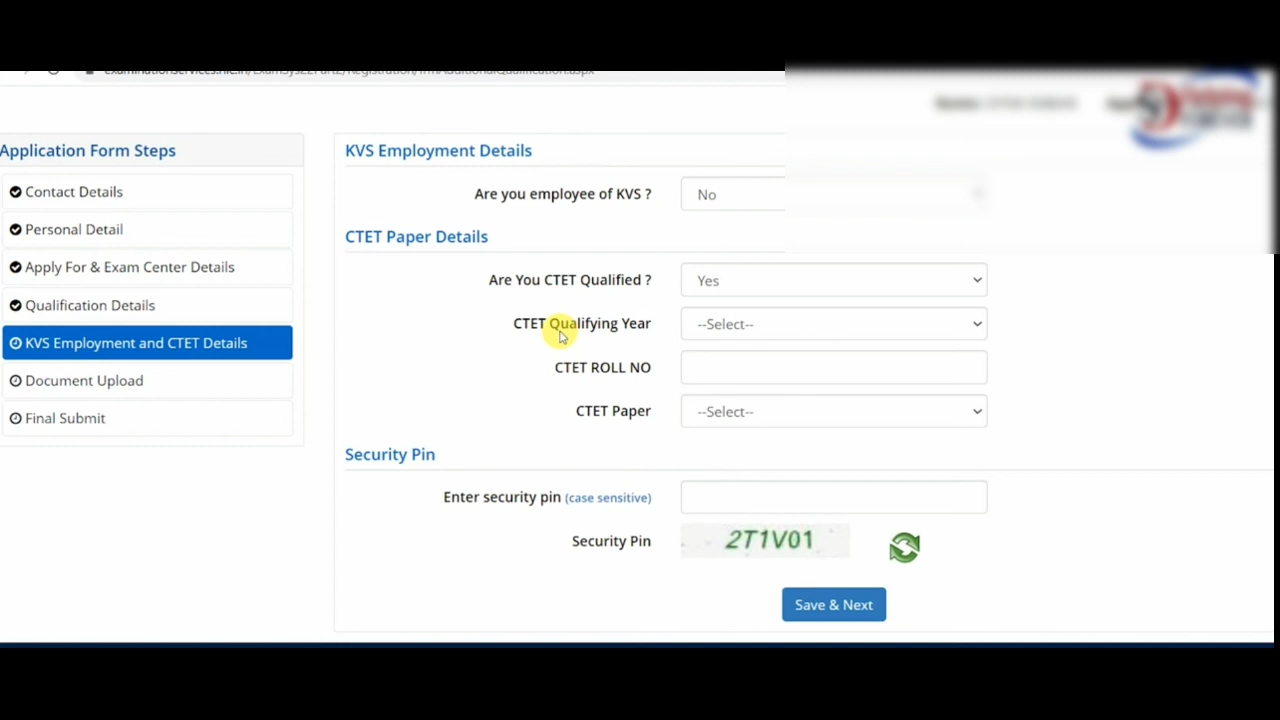 Application Form Steps
Contact Details
Personal Detail
Apply For & Exam Center Details
Qualification Details
KVS Employment and CTET Details
Document Upload
Final Submit
KVS Employment Details
Are you employee of KVS ? No
CTET Paper Details
Are You CTET Qualified ? Yes
CTET Qualifying Year --Select--
CTET ROLL NO
CTET Paper --Select--
Security Pin
Enter security pin (case sensitive)
Security Pin 2T1V01
Save & Next